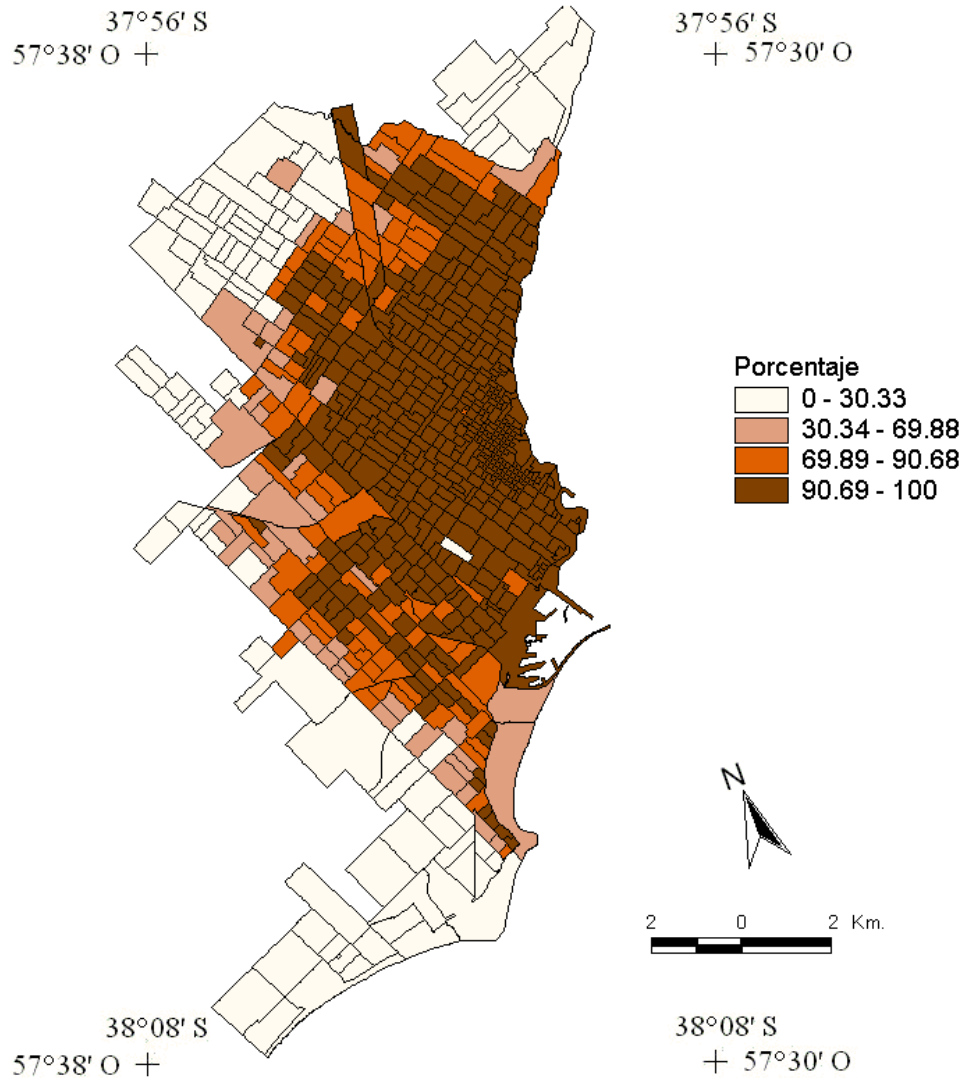 37°56' S
57°38' O
37°56' S
57°30' O
Porcentaje
0 - 30.33
30.34 - 69.88
69.89 - 90.68
90.69 - 100
N
2 0 2 Km.
38°08' S
57°38' O
38°08' S
57°30' O